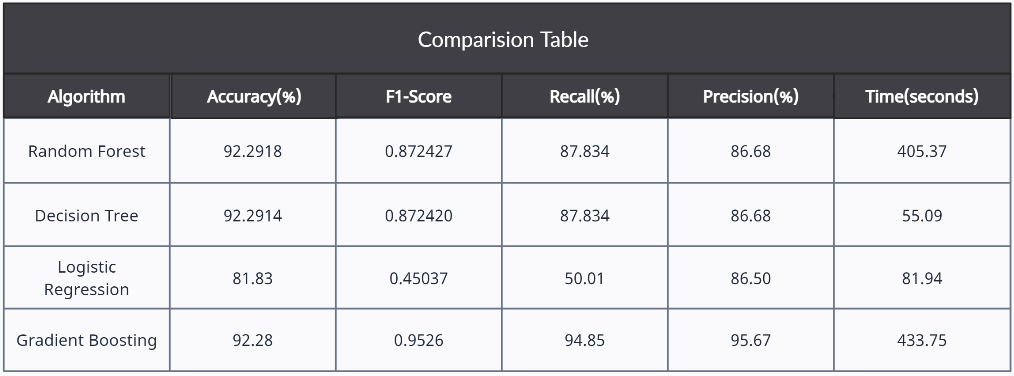 Comparision Table
Algorithm Accuracy(%) F1-Score Recall(%) Precision(%) Time(seconds)
Random Forest 92.2918 0.872427 87.834 86.68 405.37
Decision Tree 92.2914 0.872420 87.834 86.68 55.09
Logistic
Regression 81.83 0.45037 50.01 86.50 81.94
Gradient Boosting 92.28 0.9526 94.85 95.67 433.75